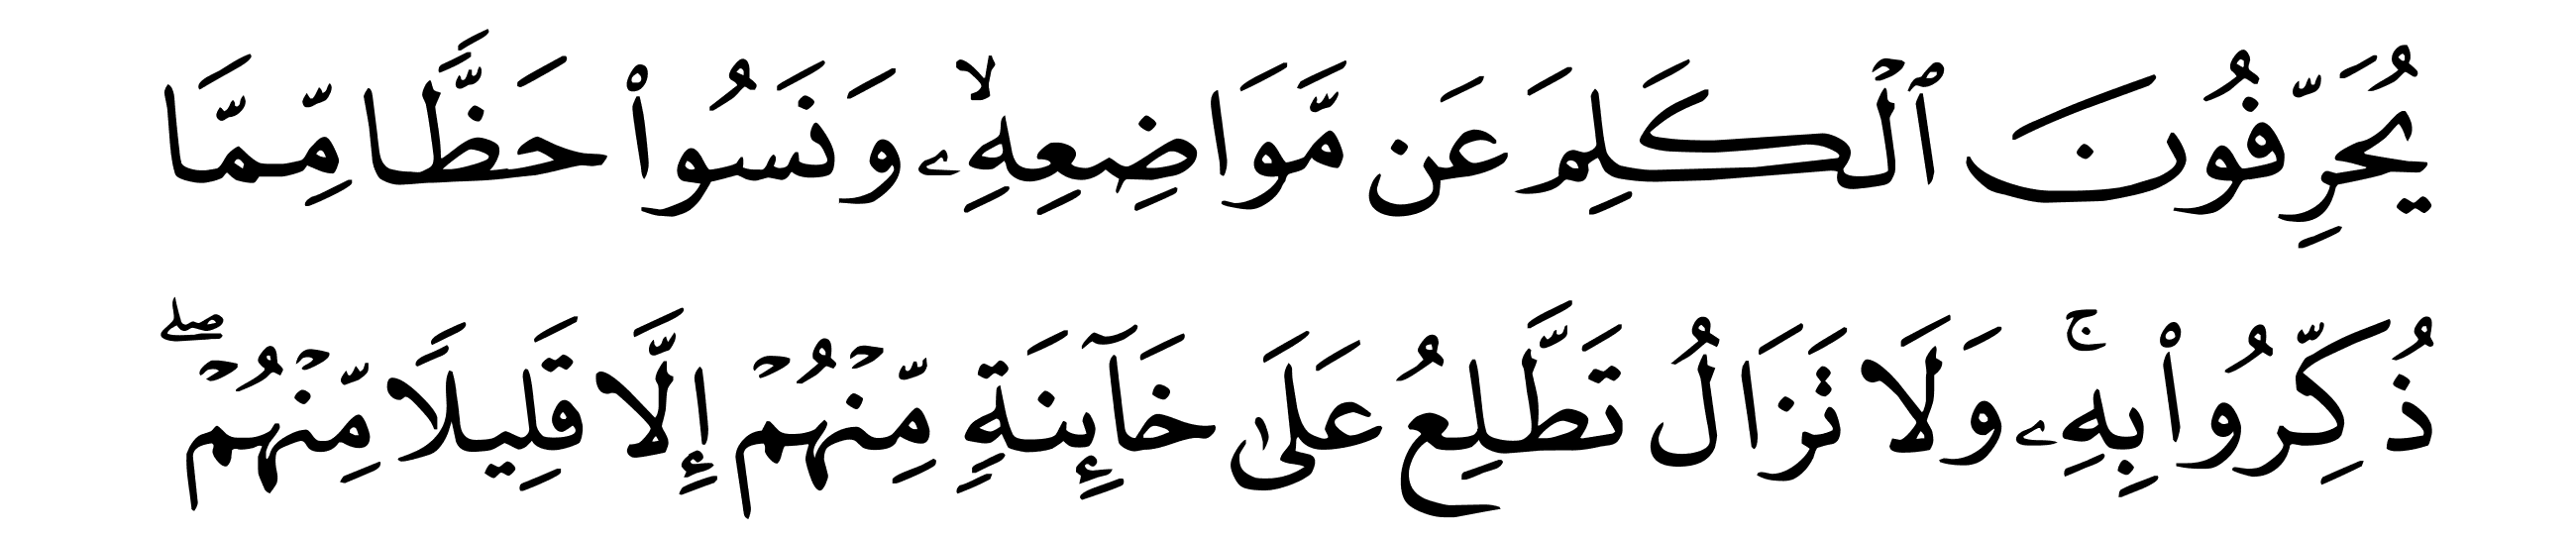 يُحَرِّفُونَ ٱلْكَلِمَ عَن مَّوَاضِعِهِۦۙ وَنَسُوا۟ حَظًّا مِّمَّا
ذُكِّرُوا۟ بِهِۦۚ وَلَا تَزَالُ تَطَّلِعُ عَلَىٰ خَآئِنَةٍ مِّنْهُمْ إِلَّا قَلِيلًا مِّنْهُمْۖ